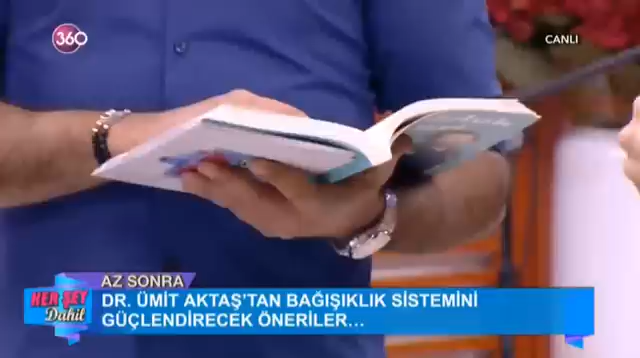 360
CANLI
AZ SONRA
HER ŞEY
Dahil
DR. ÜMİT AKTAŞ'TAN BAĞIŞIKLIK SİSTEMİNİ
GÜÇLENDİRECEK ÖNERİLER...